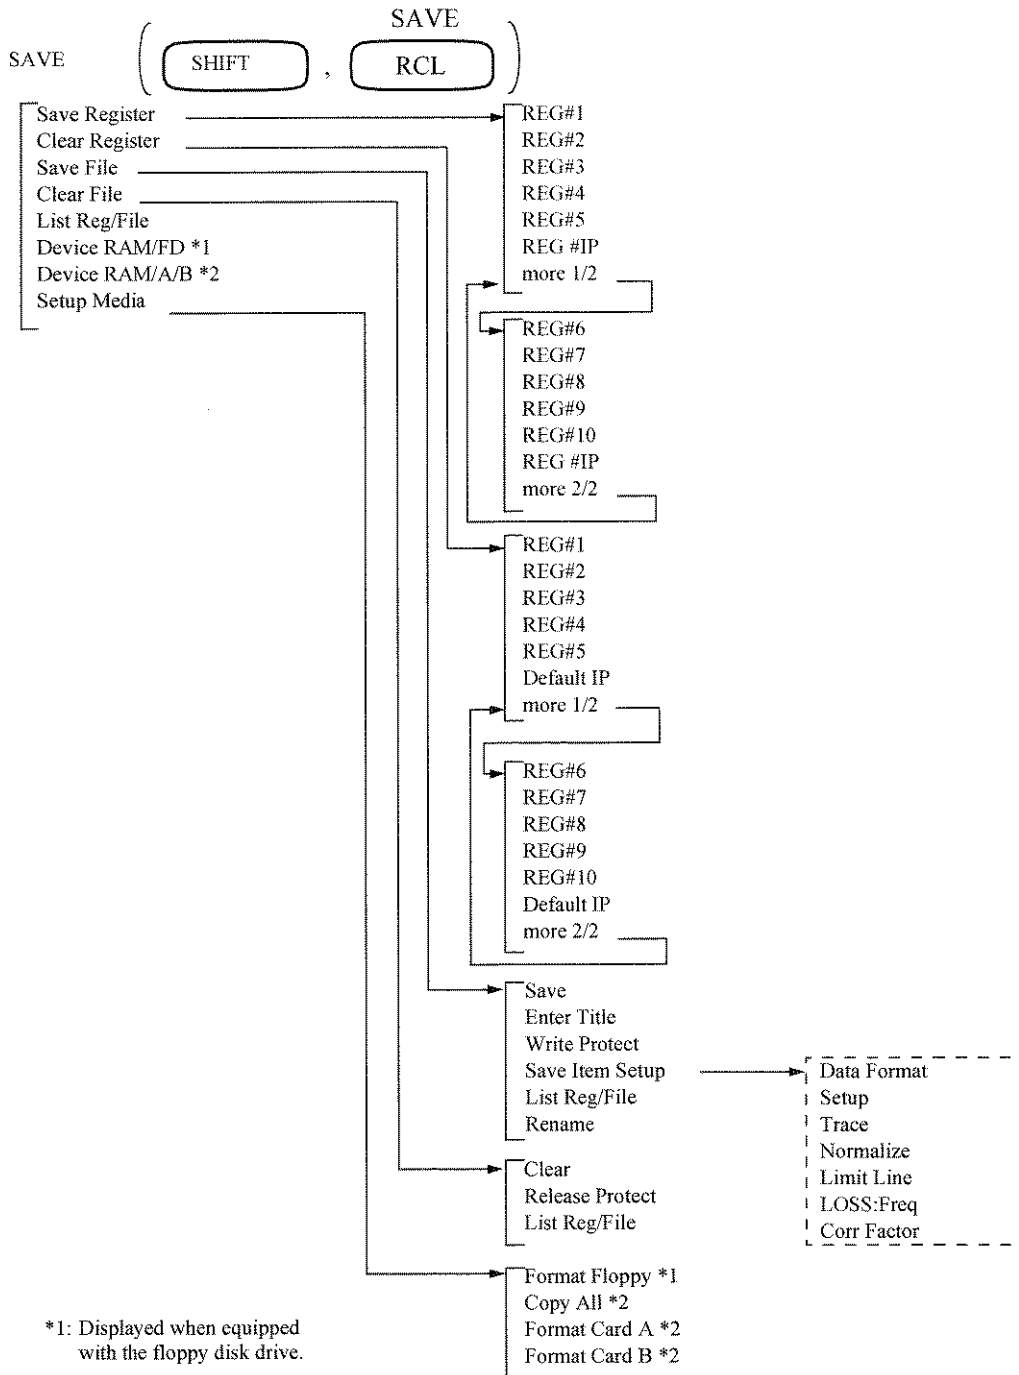 SAVE
SAVE ( SHIFT , RCL )
Save Register
Clear Register
Save File
Clear File
List Reg/File
Device RAM/FD *1
Device RAM/A/B *2
Setup Media
REG#1
REG#2
REG#3
REG#4
REG#5
REG #IP
more 1/2
REG#6
REG#7
REG#8
REG#9
REG#10
REG #IP
more 2/2
REG#1
REG#2
REG#3
REG#4
REG#5
Default IP
more 1/2
REG#6
REG#7
REG#8
REG#9
REG#10
Default IP
more 2/2
Save
Enter Title
Write Protect
Save Item Setup
List Reg/File
Rename
Data Format
Setup
Trace
Normalize
Limit Line
LOSS:Freq
Corr Factor
Clear
Release Protect
List Reg/File
Format Floppy *1
Copy All *2
Format Card A *2
Format Card B *2
*1: Displayed when equipped
with the floppy disk drive.